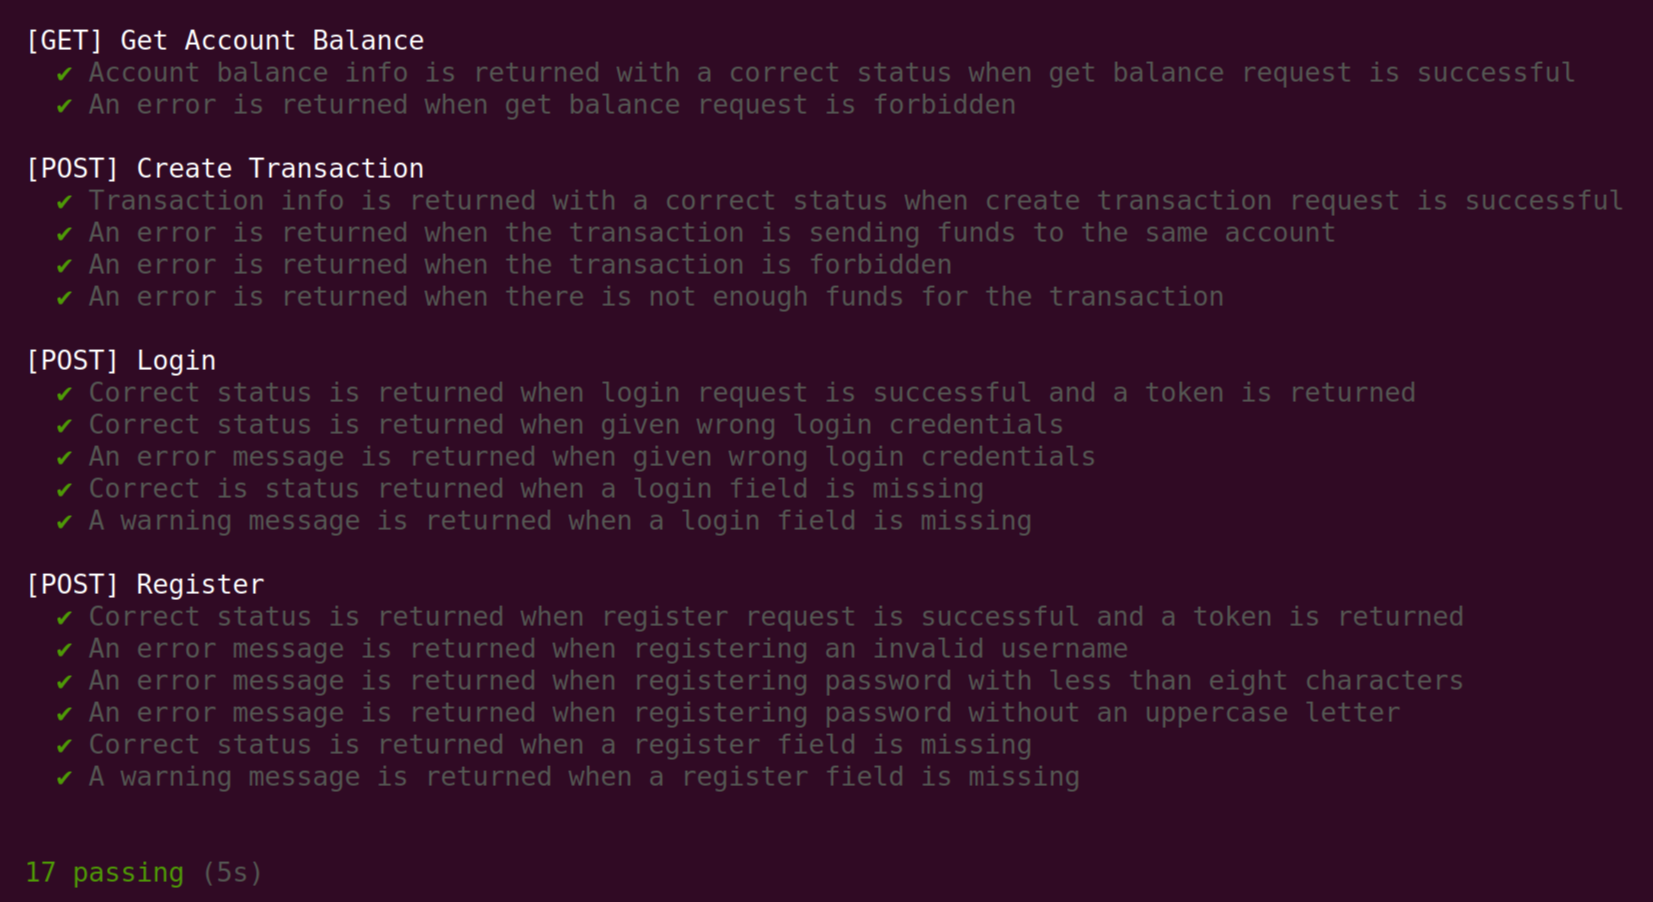 [GET] Get Account Balance
✔ Account balance info is returned with a correct status when get balance request is successful
✔ An error is returned when get balance request is forbidden
[POST] Create Transaction
✔ Transaction info is returned with a correct status when create transaction request is successful
✔ An error is returned when the transaction is sending funds to the same account
✔ An error is returned when the transaction is forbidden
✔ An error is returned when there is not enough funds for the transaction
[POST] Login
✔ Correct status is returned when login request is successful and a token is returned
✔ Correct status is returned when given wrong login credentials
✔ An error message is returned when given wrong login credentials
✔ Correct is status returned when a login field is missing
✔ A warning message is returned when a login field is missing
[POST] Register
✔ Correct status is returned when register request is successful and a token is returned
✔ An error message is returned when registering an invalid username
✔ An error message is returned when registering password with less than eight characters
✔ An error message is returned when registering password without an uppercase letter
✔ Correct status is returned when a register field is missing
✔ A warning message is returned when a register field is missing
17 passing (5s)